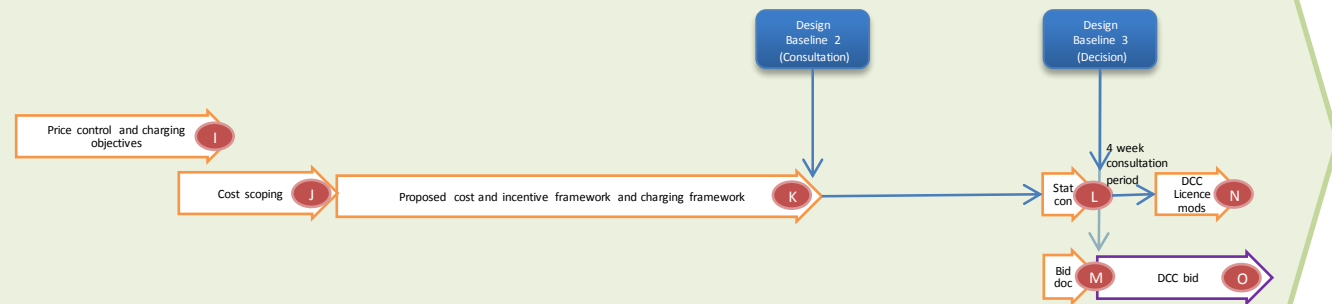 Design
Baseline 2
(Consultation)
Design
Baseline 3
(Decision)
Price control and charging
objectives
I
Cost scoping
J
Proposed cost and incentive framework and charging framework
K
Stat
con
L
4 week
consultation
period
DCC
Licence
mods
N
Bid
doc
M
DCC bid
O